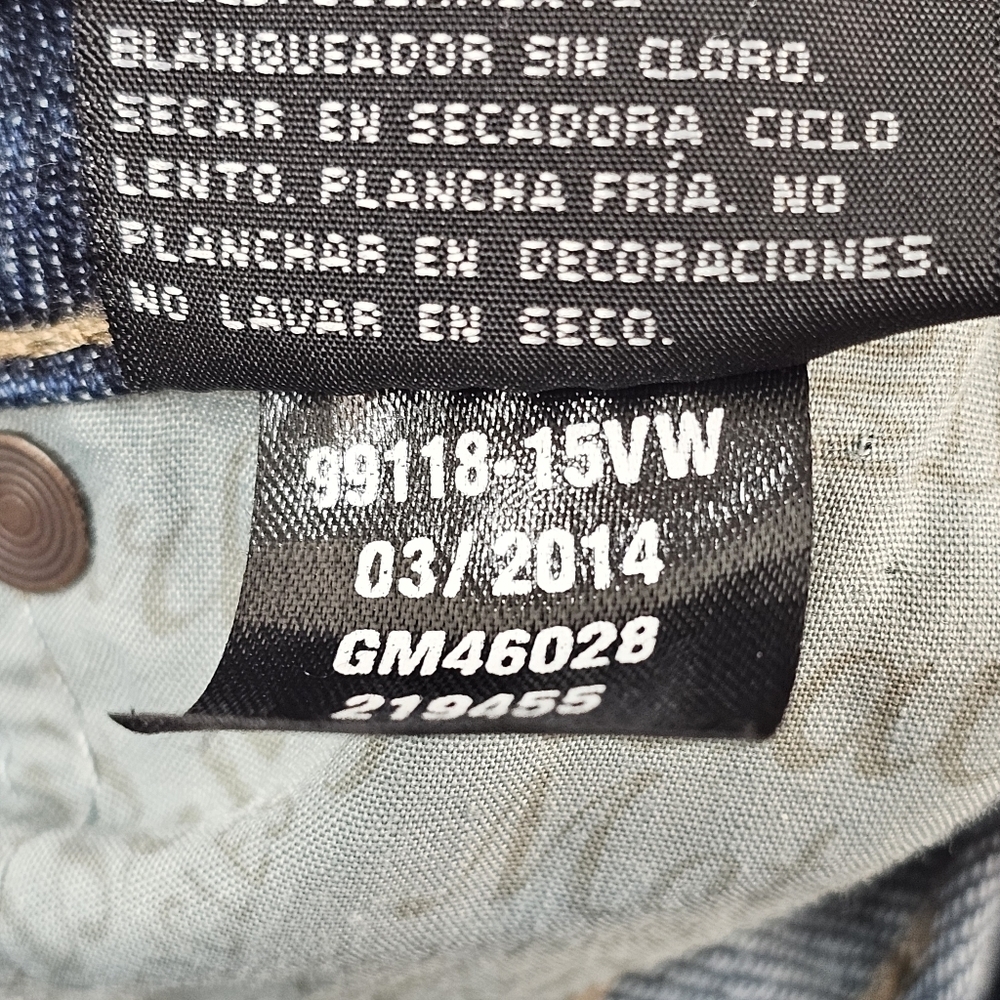 BLANQUEADOR SIN CLORO.
SECAR EN SECADORA CICLO
LENTO. PLANCHA FRÍA. NO
PLANCHAR EN DECORACIONES.
NO LAVAR EN SECO.
99118-15VW
03/2014
GM46028
219455